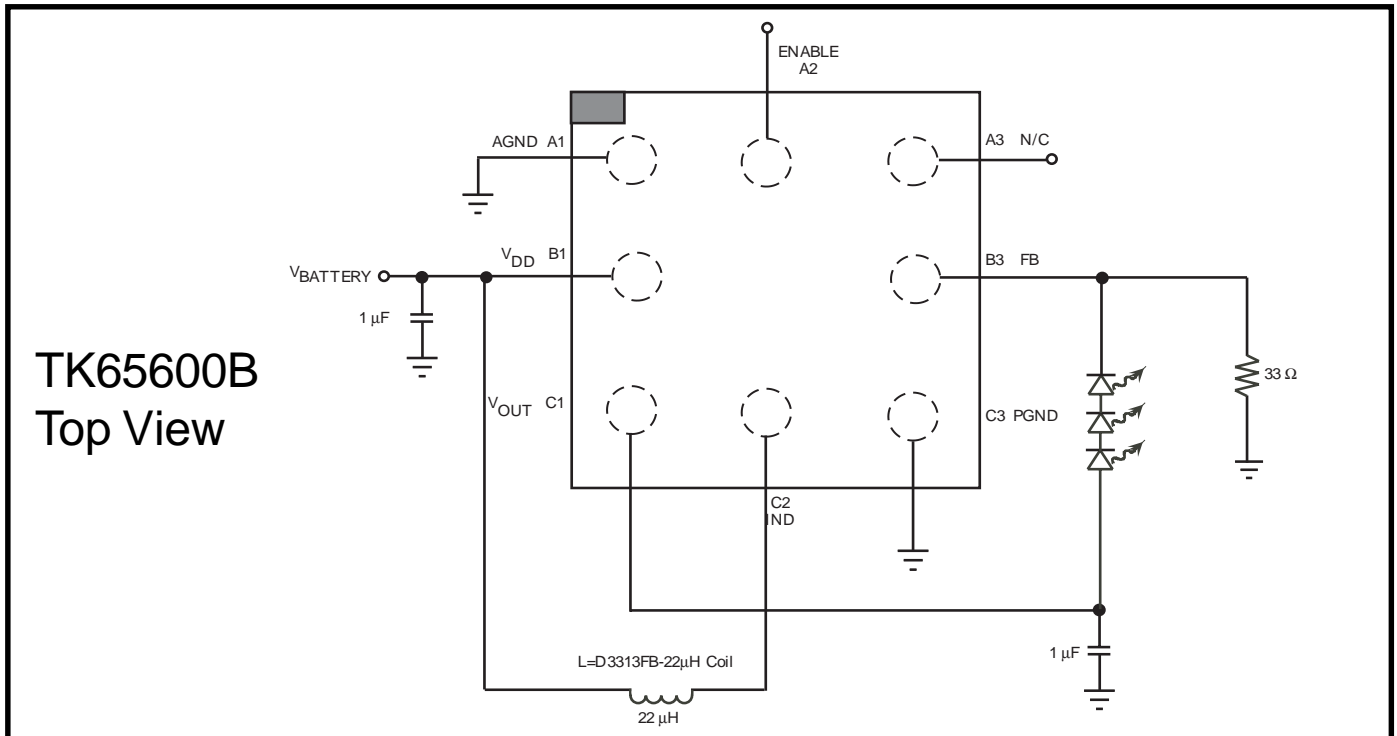 ENABLE
A2
AGND A1
A3 N/C
VDD B1
B3 FB
VBATTERY
1 µF
33 Ω
TK65600B
Top View
VOUT C1
C3 PGND
C2
IND
1 µF
L=D3313FB-22µH Coil
22 µH